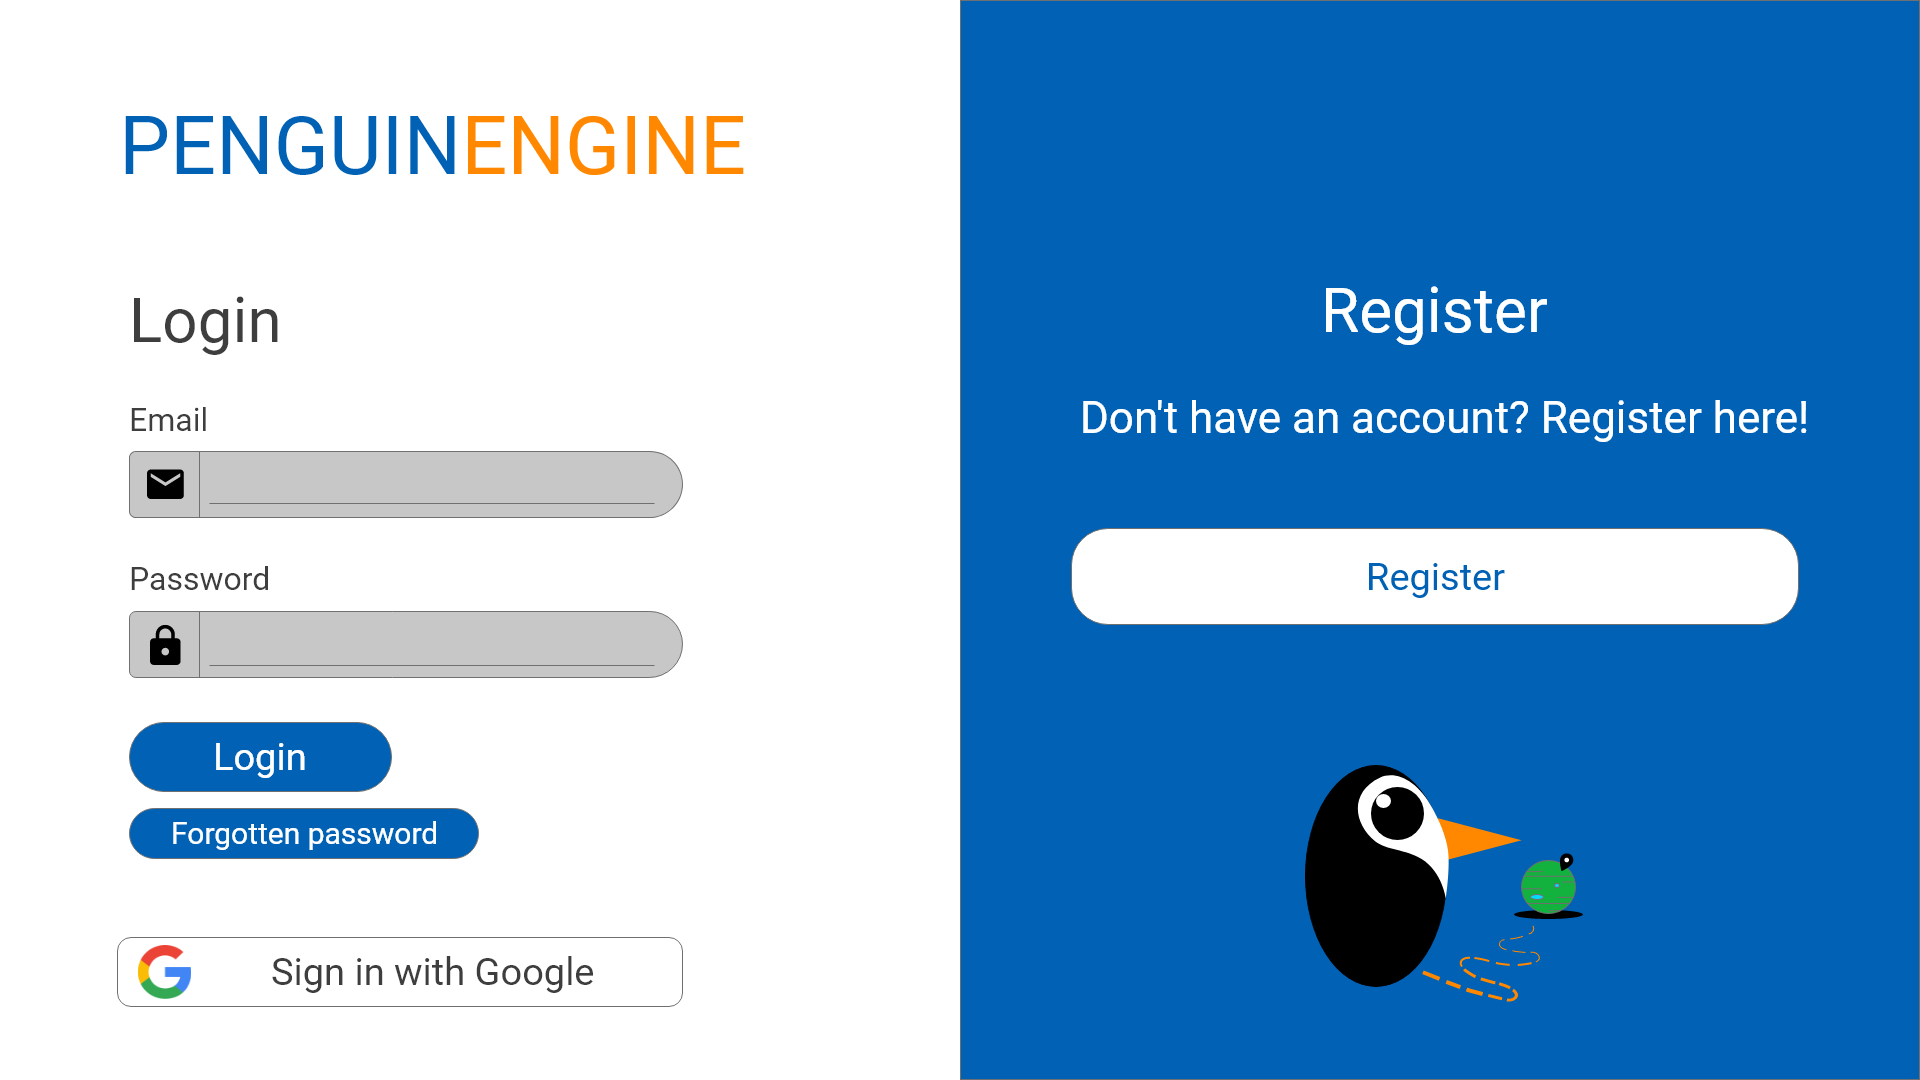 PENGUINENGINE
Login
Email
Password
Login
Forgotten password
Sign in with Google
Register
Don't have an account? Register here!
Register